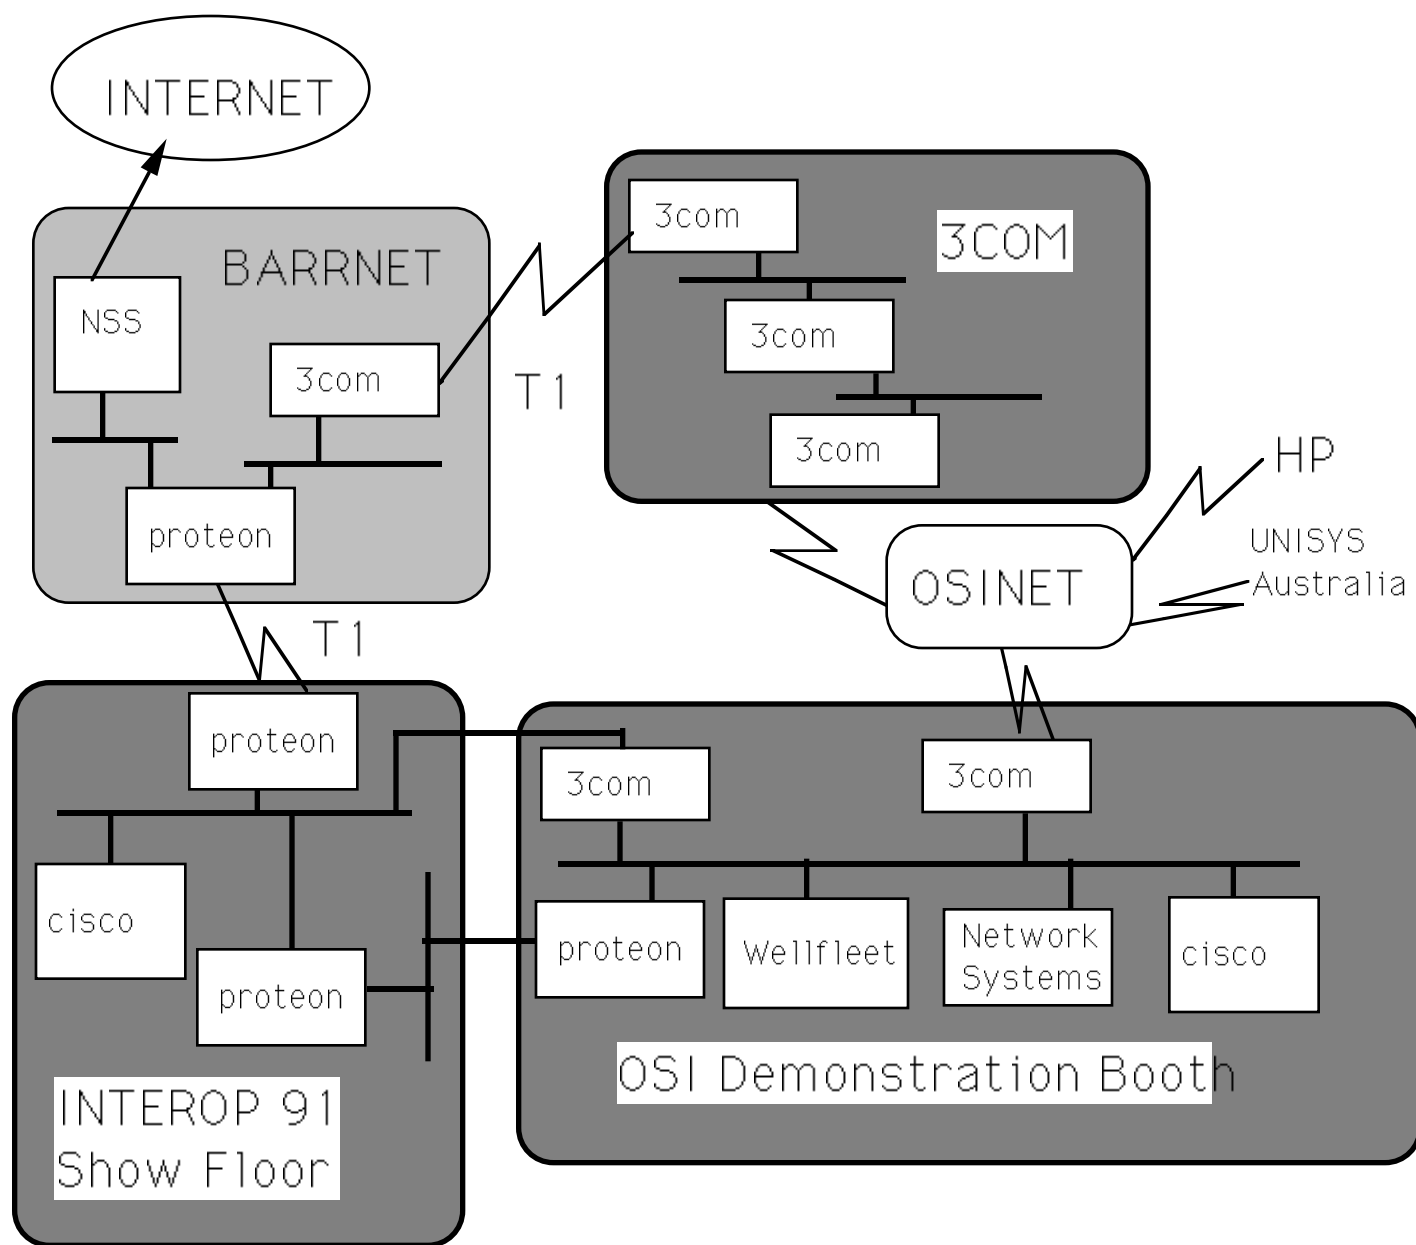 INTERNET
BARRNET
NSS
3com
proteon
T1
3com
3COM
3com
3com
HP
UNISYS
Australia
OSINET
T1
proteon
cisco
proteon
INTEROP 91
Show Floor
3com
3com
proteon
Wellfleet
Network
Systems
cisco
OSI Demonstration Booth